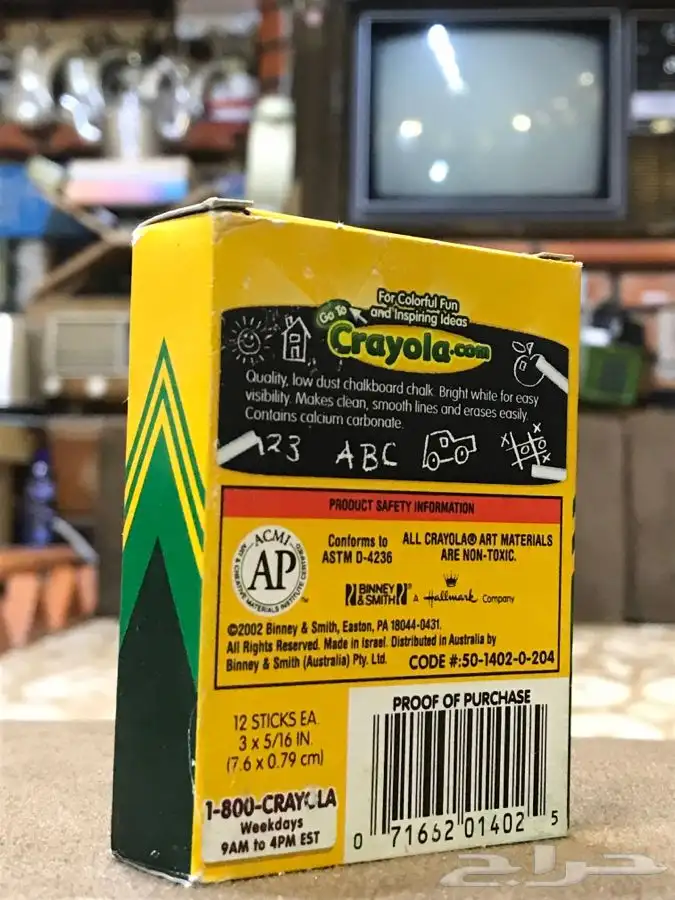 For Colorful Fun
and Inspiring Ideas
Go To
Crayola.com
Quality, low dust chalkboard chalk. Bright white for easy
visibility. Makes clean, smooth lines and erases easily.
Contains calcium carbonate.
123 ABC
X O X
PRODUCT SAFETY INFORMATION
ACMI
AP
ART & CREATIVE MATERIALS INSTITUTE CERTIFIED
Conforms to
ASTM D-4236
ALL CRAYOLA® ART MATERIALS
ARE NON-TOXIC.
BINNEY
& SMITH®
A Hallmark Company
©2002 Binney & Smith, Easton, PA 18044-0431.
All Rights Reserved. Made in Israel. Distributed in Australia by
Binney & Smith (Australia) Pty. Ltd. CODE #:50-1402-0-204
12 STICKS EA.
3 x 5/16 IN.
(7.6 x 0.79 cm)
1-800-CRAYOLA
Weekdays
9AM to 4PM EST
PROOF OF PURCHASE
0 71662 01402 5
حراج